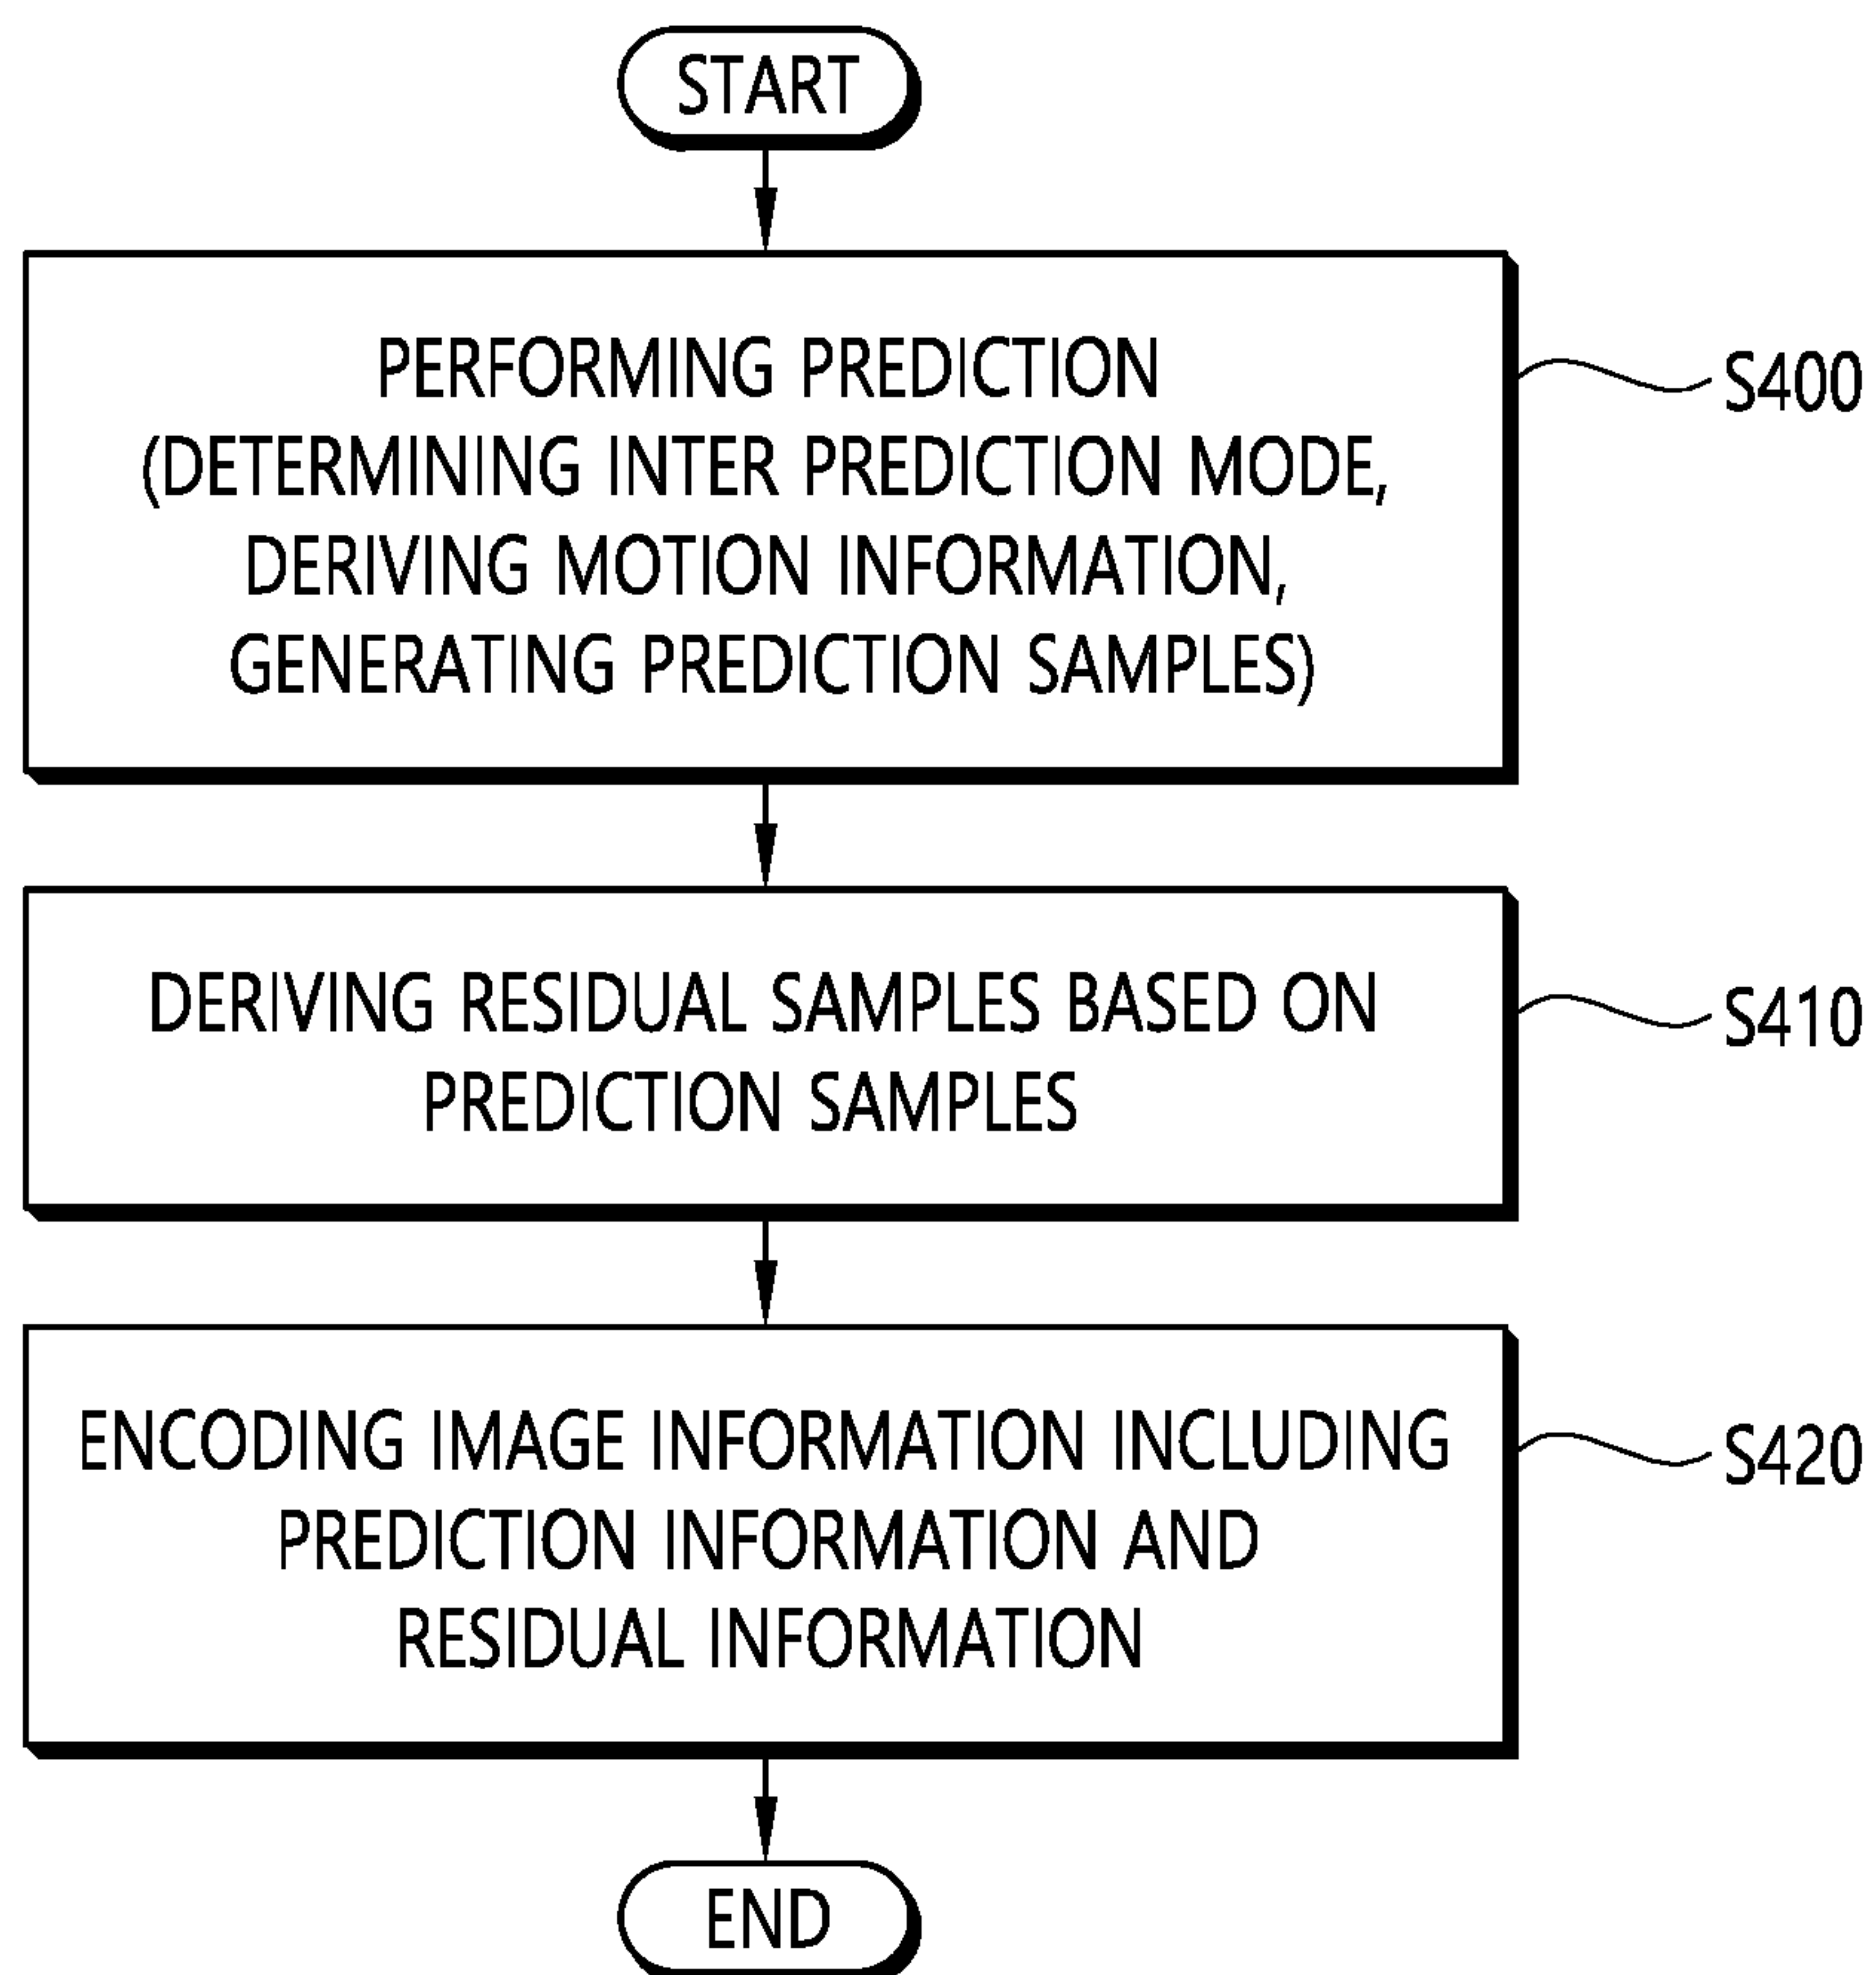 START
PERFORMING PREDICTION
(DETERMINING INTER PREDICTION MODE,
DERIVING MOTION INFORMATION,
GENERATING PREDICTION SAMPLES)
S400
DERIVING RESIDUAL SAMPLES BASED ON
PREDICTION SAMPLES
S410
ENCODING IMAGE INFORMATION INCLUDING
PREDICTION INFORMATION AND
RESIDUAL INFORMATION
S420
END